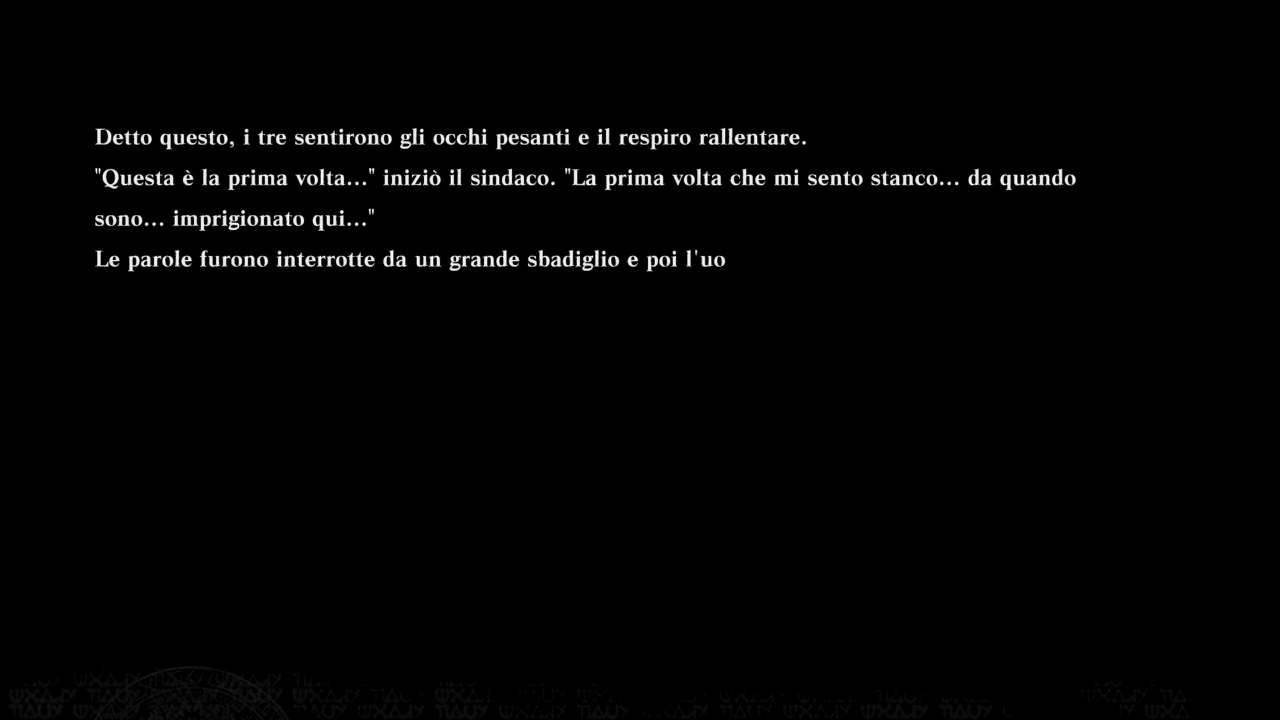 Detto questo, i tre sentirono gli occhi pesanti e il respiro rallentare.
"Questa è la prima volta..." iniziò il sindaco. "La prima volta che mi sento stanco... da quando
sono... imprigionato qui..."
Le parole furono interrotte da un grande sbadiglio e poi l'uo